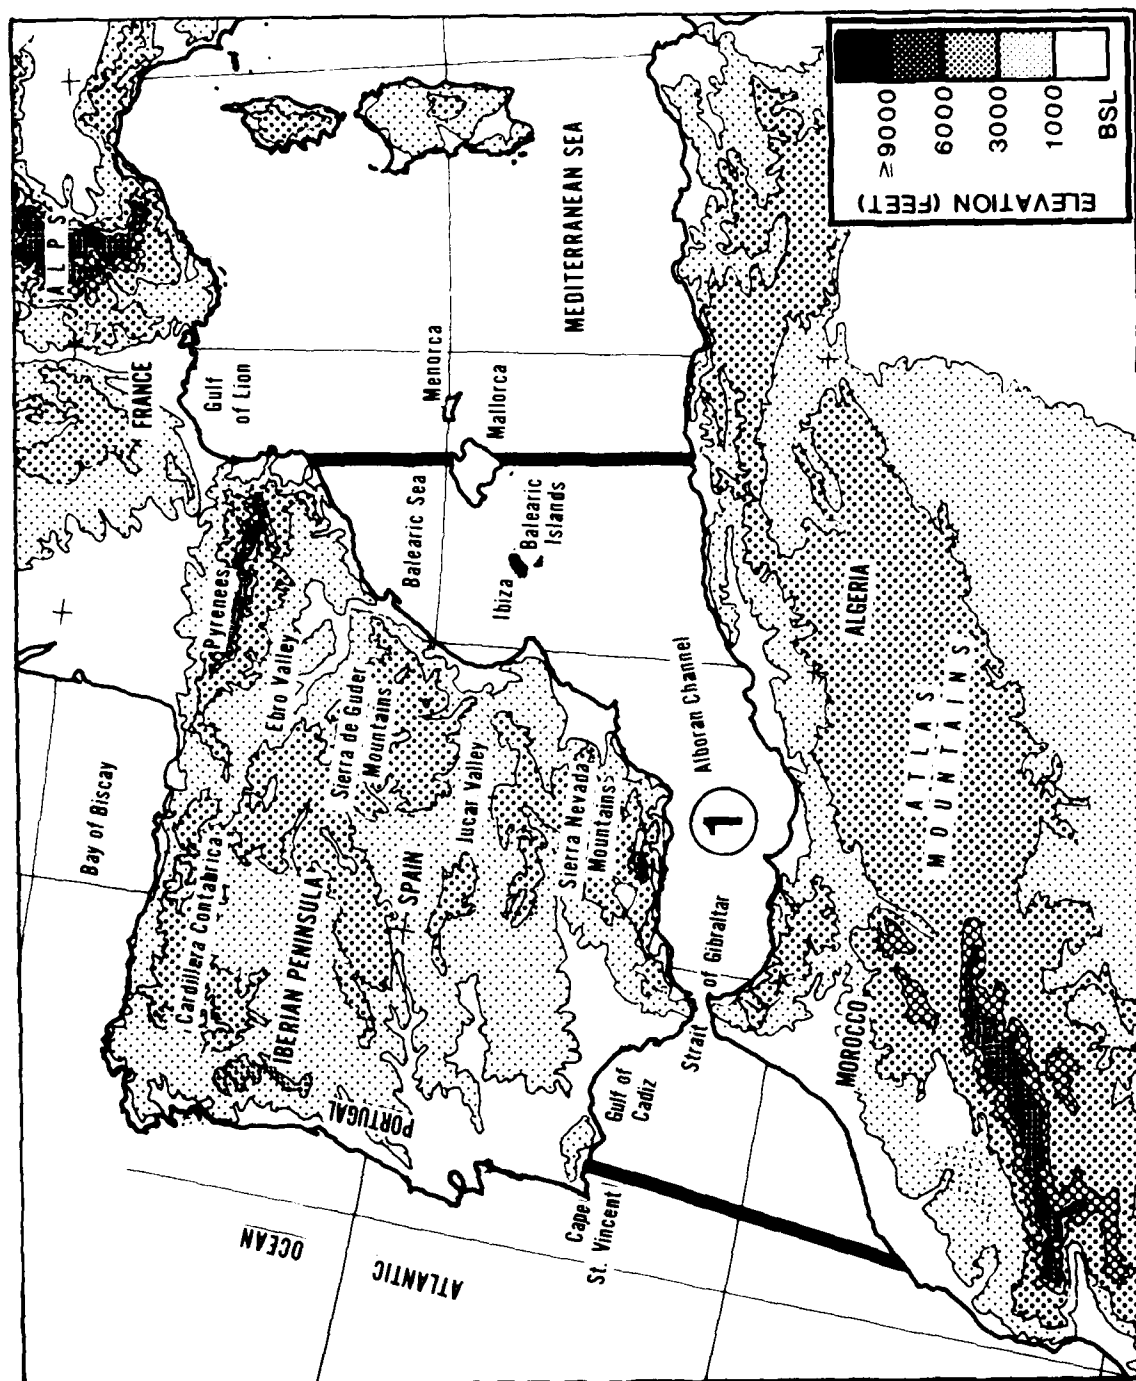 ATLANTIC
OCEAN
Bay of Biscay
FRANCE
A L P S
Gulf
of Lion
Cardillera Contabrica
Pyrenees
Ebro Valley
IBERIAN PENINSULA
Sierra de Guder
Mountains
PORTUGAL
SPAIN
Jucar Valley
Balearic Sea
Menorca
Mallorca
Ibiza
Balearic
Islands
MEDITERRANEAN SEA
Sierra Nevada
Mountains
Cape
St. Vincent
Gulf of
Cadiz
Strait
of Gibraltar
1
Alboran Channel
MOROCCO
ALGERIA
A T L A S
M O U N T A I N S
ELEVATION (FEET)
≥ 9000
6000
3000
1000
BSL